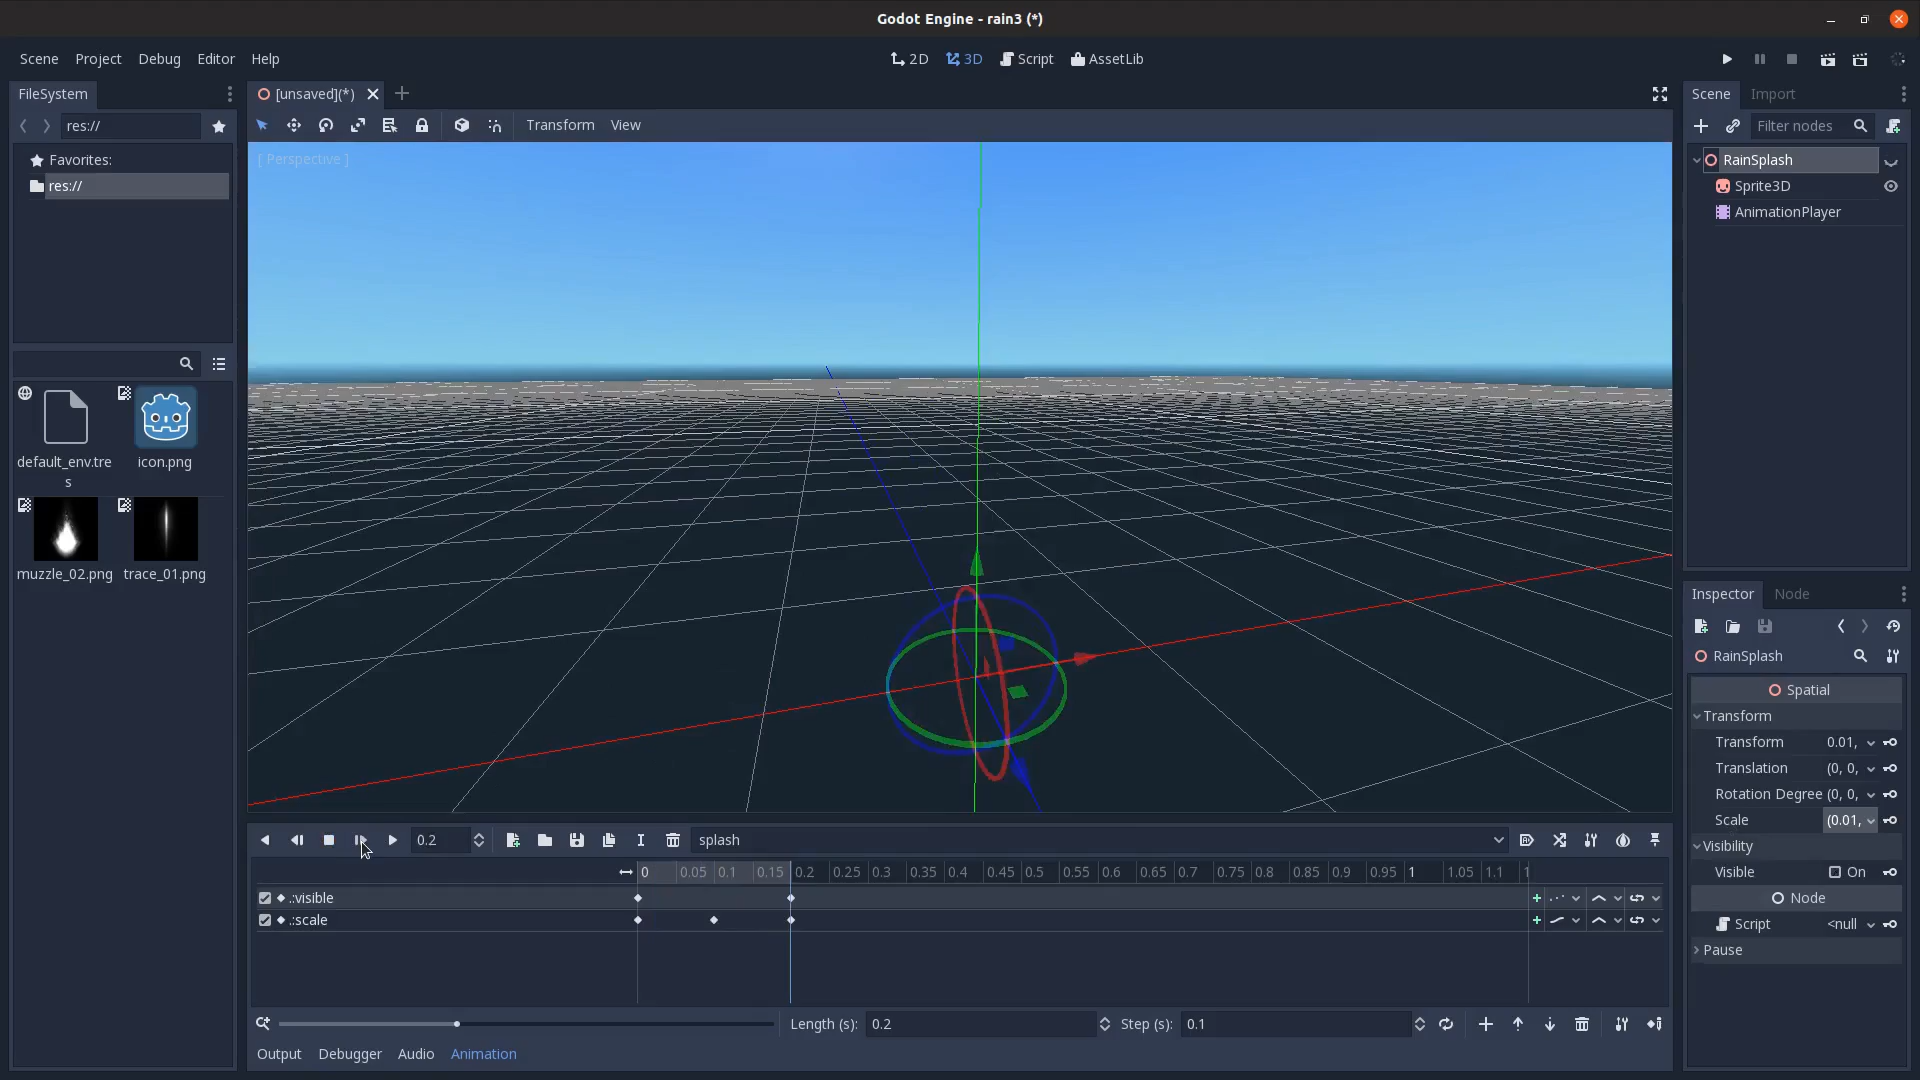 Godot Engine - rain3 (*)
Scene Project Debug Editor Help
2D 3D Script AssetLib
FileSystem
[unsaved](*)
Scene Import
res://
Transform View
Filter nodes
Favorites:
res://
[ Perspective ]
RainSplash
Sprite3D
AnimationPlayer
default_env.tre
s
icon.png
muzzle_02.png
trace_01.png
Inspector Node
RainSplash
Spatial
Transform
Transform 0.01,
Translation (0, 0,
Rotation Degree (0, 0,
Scale (0.01,
Visibility
Visible On
Node
Script <null
Pause
0.2
splash
0 0.05 0.1 0.15 0.2 0.25 0.3 0.35 0.4 0.45 0.5 0.55 0.6 0.65 0.7 0.75 0.8 0.85 0.9 0.95 1 1.05 1.1 1
.:visible
.:scale
Length (s): 0.2 Step (s): 0.1
Output Debugger Audio Animation